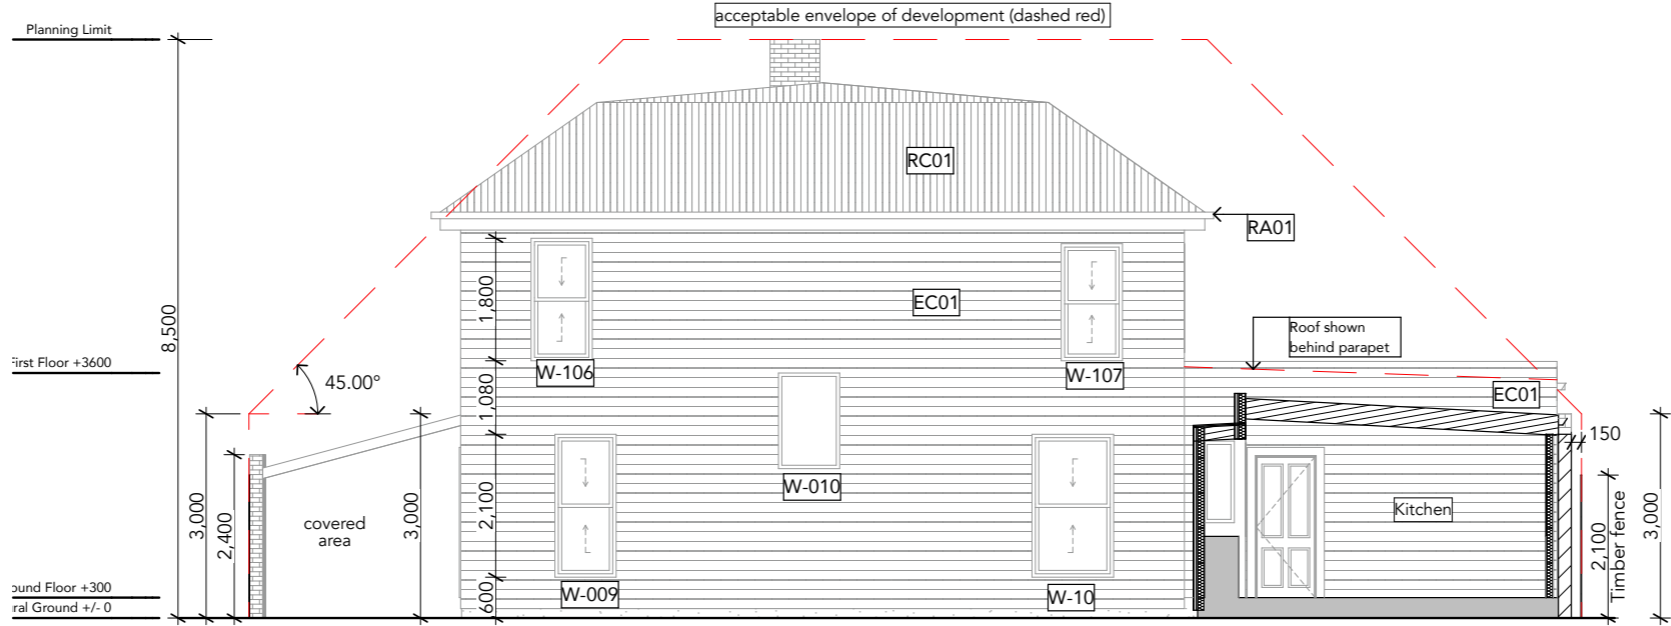 acceptable envelope of development (dashed red)
Planning Limit
RC01
RA01
8,500
1,800
EC01
First Floor +3600
45.00°
W-106
W-107
Roof shown
behind parapet
1,080
EC01
150
3,000
2,400
covered
area
3,000
2,100
W-010
Kitchen
2,100
Timber fence
3,000
ound Floor +300
ral Ground +/- 0
600
W-009
W-10